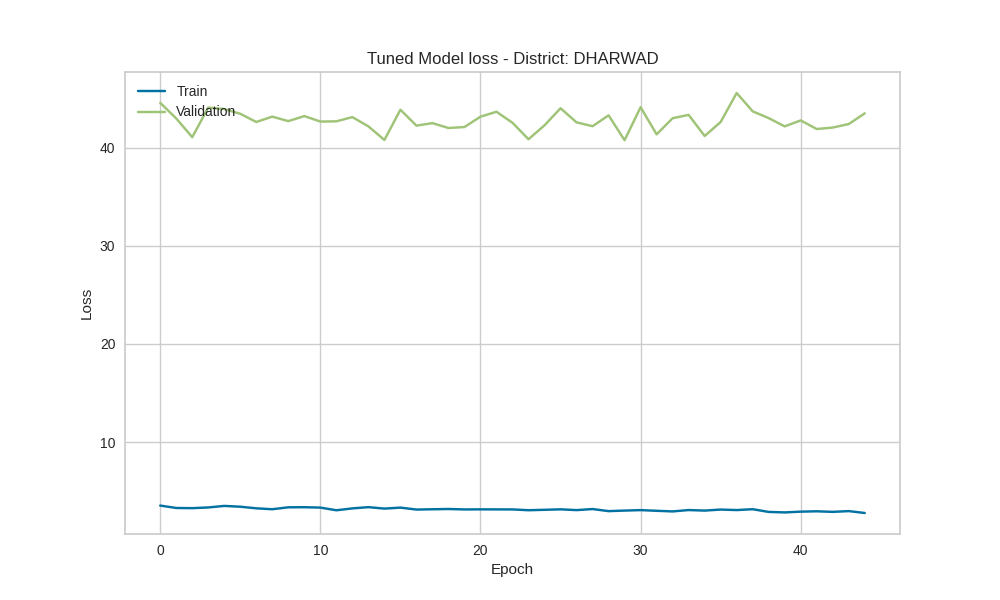 Tuned Model loss - District: DHARWAD
Train
Validation
40
30
20
10
Loss
0 10 20 30 40
Epoch